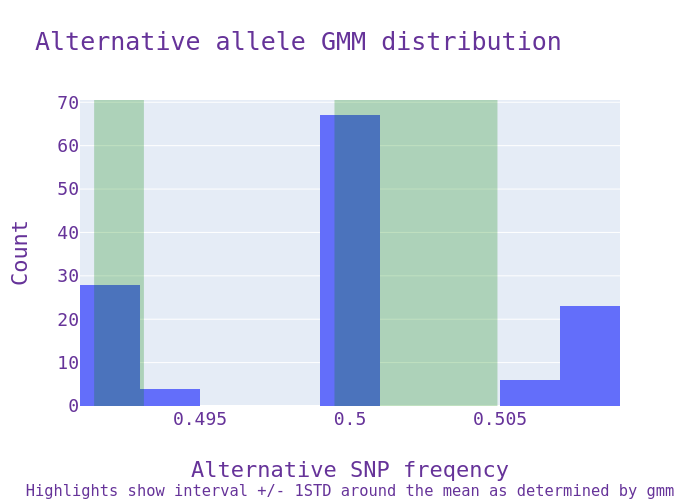 Alternative allele GMM distribution
70
60
50
40
30
20
10
0
Count
0.495 0.5 0.505
Alternative SNP freqency
Highlights show interval +/- 1STD around the mean as determined by gmm